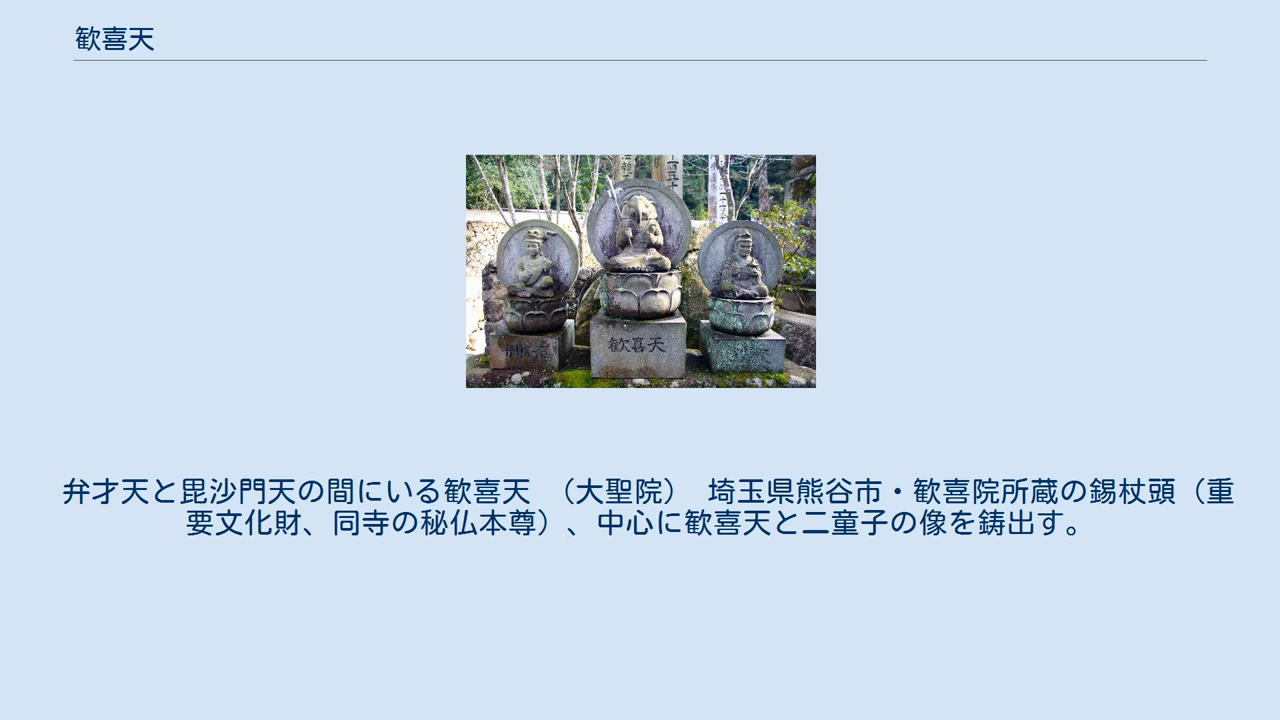 歓喜天
歓喜天
弁才天と毘沙門天の間にいる歓喜天　（大聖院）　埼玉県熊谷市・歓喜院所蔵の錫杖頭（重
要文化財、同寺の秘仏本尊）、中心に歓喜天と二童子の像を鋳出す。